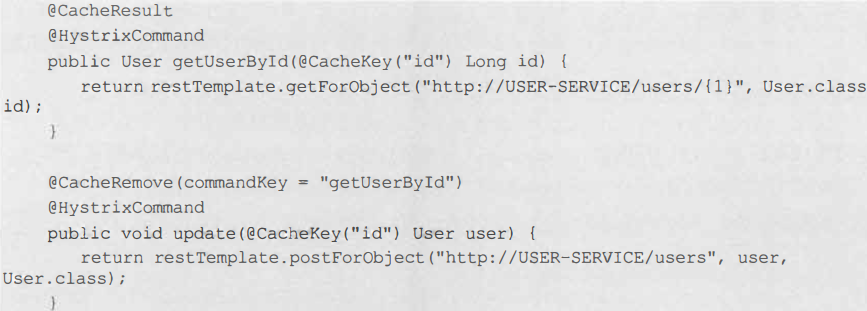 @CacheResult
@HystrixCommand
public User getUserById(@CacheKey("id") Long id) {
return restTemplate.getForObject("http://USER-SERVICE/users/{1}", User.class
id);
}
@CacheRemove(commandKey = "getUserById")
@HystrixCommand
public void update(@CacheKey("id") User user) {
return restTemplate.postForObject("http://USER-SERVICE/users", user,
User.class);
}